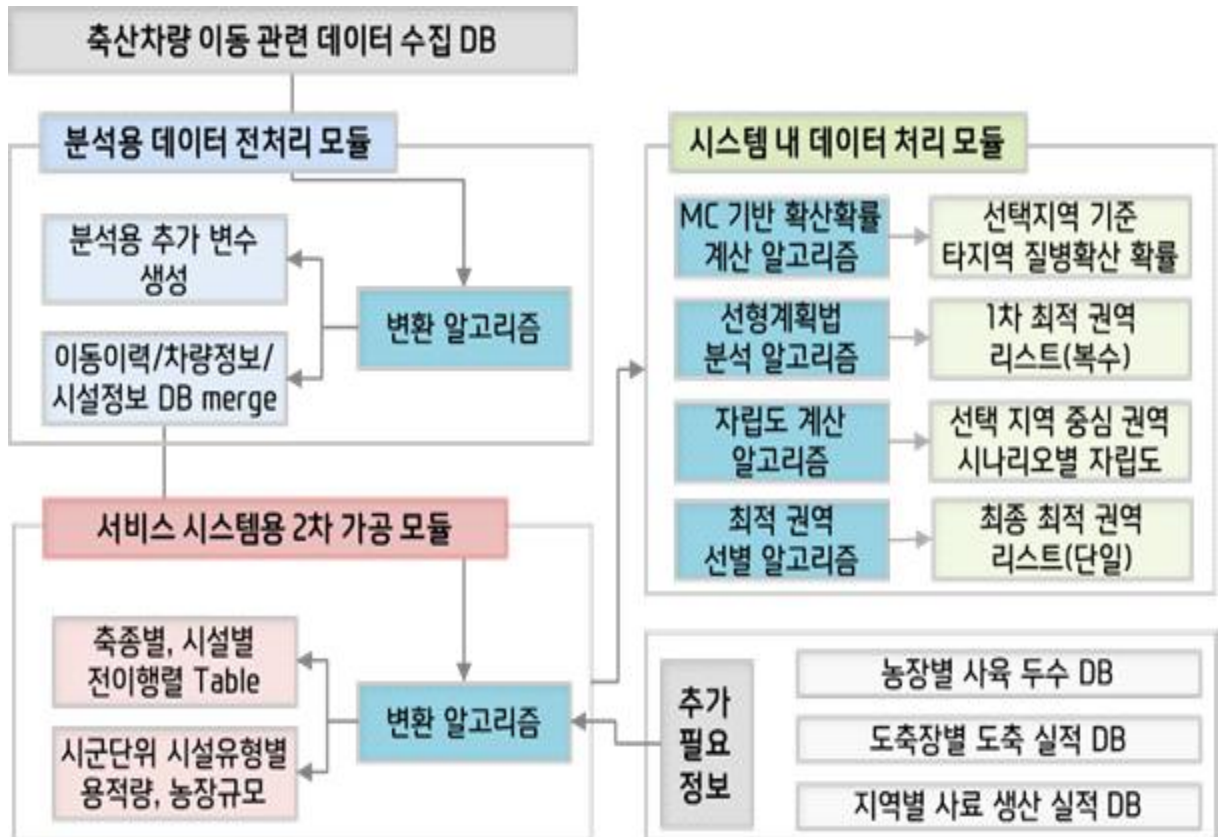 축산차량 이동 관련 데이터 수집 DB
분석용 데이터 전처리 모듈
분석용 추가 변수
생성
이동이력/차량정보/
시설정보 DB merge
변환 알고리즘
서비스 시스템용 2차 가공 모듈
축종별, 시설별
전이행렬 Table
시군단위 시설유형별
용적량, 농장규모
변환 알고리즘
시스템 내 데이터 처리 모듈
MC 기반 확산확률
계산 알고리즘
선택지역 기준
타지역 질병확산 확률
선형계획법
분석 알고리즘
1차 최적 권역
리스트(복수)
자립도 계산
알고리즘
선택 지역 중심 권역
시나리오별 자립도
최적 권역
선별 알고리즘
최종 최적 권역
리스트(단일)
추가
필요
정보
농장별 사육 두수 DB
도축장별 도축 실적 DB
지역별 사료 생산 실적 DB